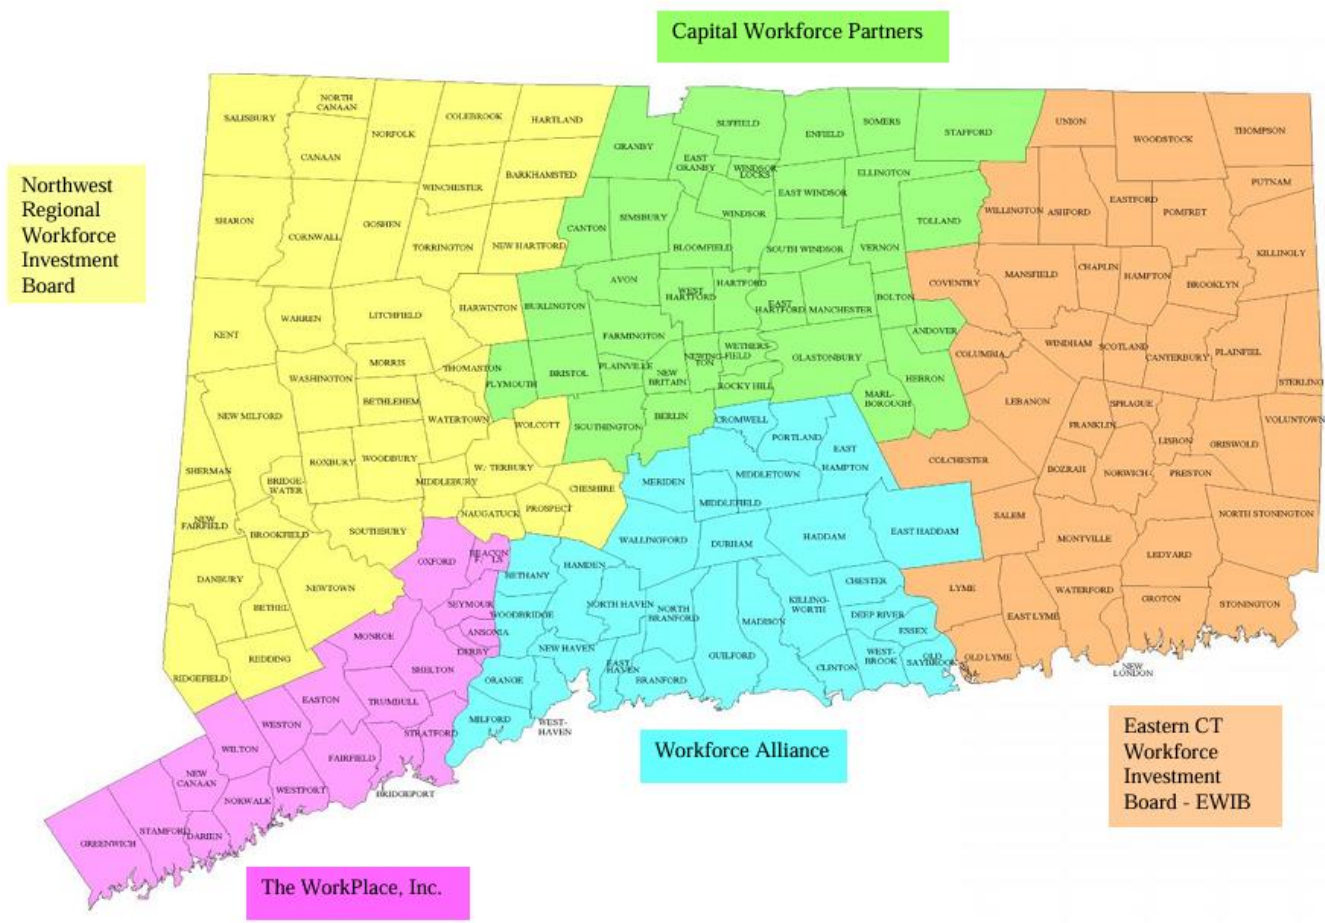 Capital Workforce Partners
Northwest
Regional
Workforce
Investment
Board
SALISBURY
NORTH
CANAAN
CANAAN
NORFOLK
COLEBROOK
HARTLAND
WINCHESTER
BARKHAMSTED
SHARON
CORNWALL
GOSHEN
TORRINGTON
NEW HARTFORD
KENT
WARREN
LITCHFIELD
HARWINTON
MORRIS
WASHINGTON
THOMASTON
BETHLEHEM
NEW MILFORD
WATERTOWN
WOLCOTT
ROXBURY
WOODBURY
SHERMAN
BRIDGE-
WATER
MIDDLEBURY
W. TERBURY
CHESHIRE
NAUGATUCK
PROSPECT
NEW
FAIRFIELD
BROOKFIELD
SOUTHBURY
DANBURY
NEWTOWN
BETHEL
REDDING
RIDGEFIELD
GRANBY
SUFFIELD
ENFIELD
SOMERS
STAFFORD
EAST
GRANBY
WINDSOR
LOCKS
EAST WINDSOR
ELLINGTON
CANTON
SIMSBURY
WINDSOR
TOLLAND
BLOOMFIELD
SOUTH WINDSOR
VERNON
AVON
WEST
HARTFORD
HARTFORD
EAST
HARTFORD
MANCHESTER
BOLTON
BURLINGTON
FARMINGTON
ANDOVER
WETHERS-
FIELD
NEWING-
TON
GLASTONBURY
PLYMOUTH
BRISTOL
PLAINVILLE
NEW
BRITAIN
ROCKY HILL
HEBRON
MARL-
BOROUGH
SOUTHINGTON
BERLIN
UNION
WOODSTOCK
THOMPSON
PUTNAM
WILLINGTON
ASHFORD
EASTFORD
POMFRET
KILLINGLY
COVENTRY
MANSFIELD
CHAPLIN
HAMPTON
BROOKLYN
COLUMBIA
WINDHAM
SCOTLAND
CANTERBURY
PLAINFIEL
STERLING
LEBANON
SPRAGUE
FRANKLIN
VOLUNTOWN
LISBON
GRISWOLD
COLCHESTER
BOZRAH
NORWICH
PRESTON
SALEM
NORTH STONINGTON
MONTVILLE
LEDYARD
LYME
EAST LYME
WATERFORD
GROTON
STONINGTON
OLD LYME
NEW
LONDON
CROMWELL
PORTLAND
EAST
HAMPTON
MERIDEN
MIDDLETOWN
MIDDLEFIELD
WALLINGFORD
DURHAM
HADDAM
EAST HADDAM
BETHANY
HAMDEN
CHESTER
WOODBRIDGE
NORTH HAVEN
NORTH
BRANFORD
KILLING-
WORTH
DEEP RIVER
MADISON
ESSEX
NEW HAVEN
GUILFORD
WEST-
BROOK
OLD
SAYBROOK
CLINTON
EAST
HAVEN
BRANFORD
ORANGE
MILFORD
WEST-
HAVEN
OXFORD
SEYMOUR
ANSONIA
DERBY
MONROE
SHELTON
EASTON
TRUMBULL
WESTON
STRATFORD
WILTON
FAIRFIELD
NEW
CANAAN
WESTPORT
BRIDGEPORT
NORWALK
STAMFORD
DARIEN
GREENWICH
Workforce Alliance
Eastern CT
Workforce
Investment
Board - EWIB
The WorkPlace, Inc.